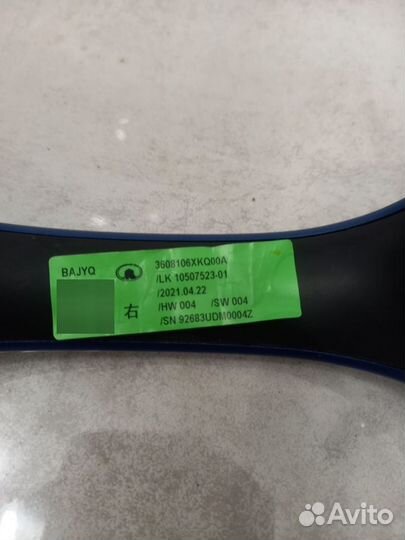 BAJYQ
3608106XKQ00A
/LK 10507523-01
/2021.04.22
/HW 004 /SW 004
/SN 92683UDM0004Z
右
Avito